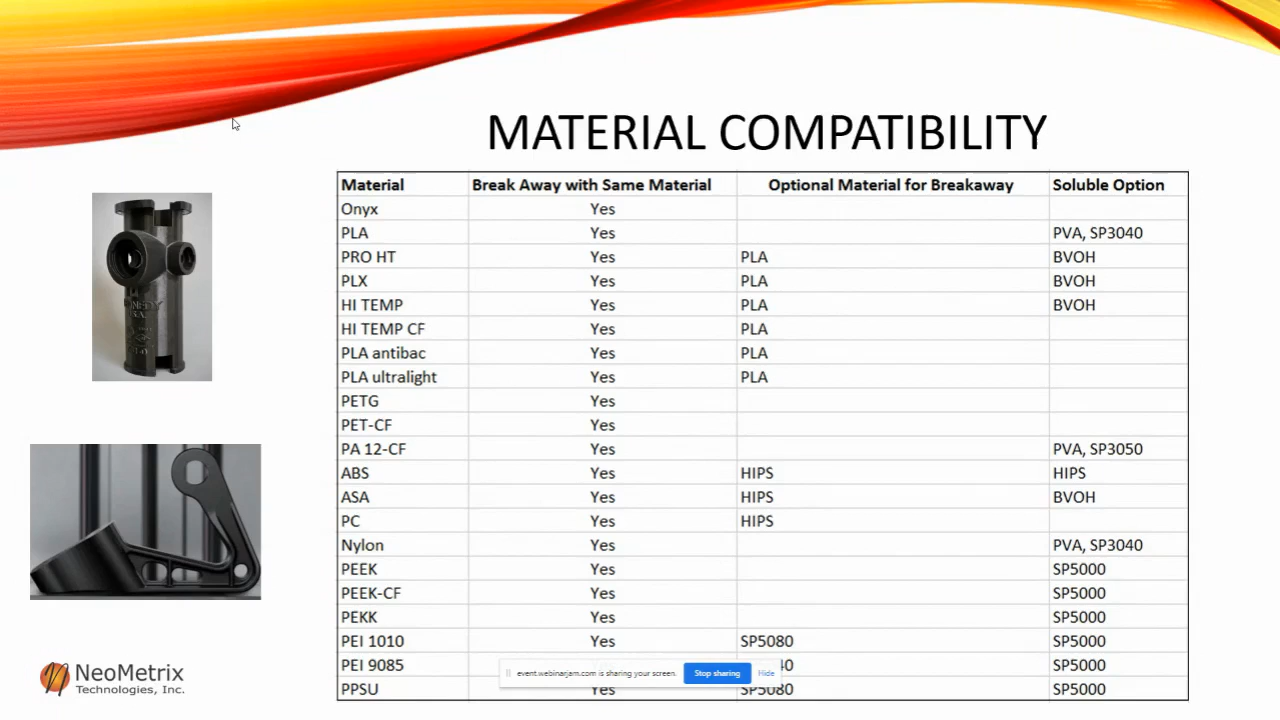 MATERIAL COMPATIBILITY
Material Break Away with Same Material Optional Material for Breakaway Soluble Option
Onyx Yes
PLA Yes PVA, SP3040
PRO HT Yes PLA BVOH
PLX Yes PLA BVOH
HI TEMP Yes PLA BVOH
HI TEMP CF Yes PLA
PLA antibac Yes PLA
PLA ultralight Yes PLA
PETG Yes
PET-CF Yes
PA 12-CF Yes PVA, SP3050
ABS Yes HIPS HIPS
ASA Yes HIPS BVOH
PC Yes HIPS
Nylon Yes PVA, SP3040
PEEK Yes SP5000
PEEK-CF Yes SP5000
PEKK Yes SP5000
PEI 1010 Yes SP5080 SP5000
PEI 9085 SP5000
event.webinarjam.com is sharing your screen. Stop sharing Hide
PPSU Yes SP5080 SP5000
NeoMetrix
Technologies, Inc.